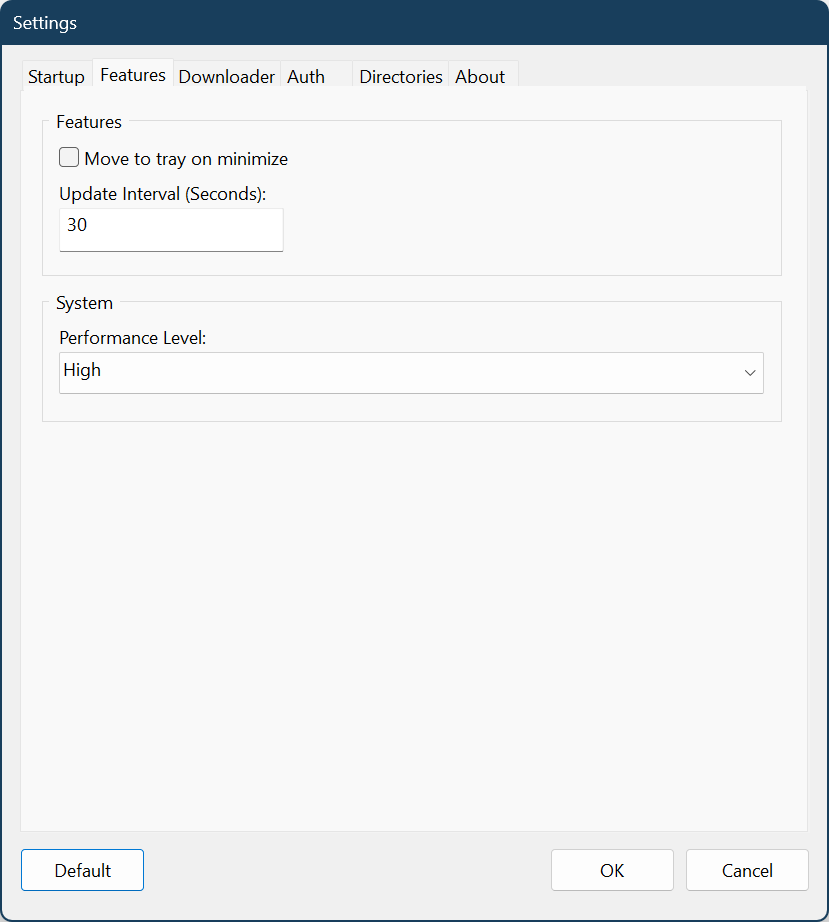 Settings
Startup Features Downloader Auth Directories About
Features
Move to tray on minimize
Update Interval (Seconds):
30
System
Performance Level:
High
Default OK Cancel